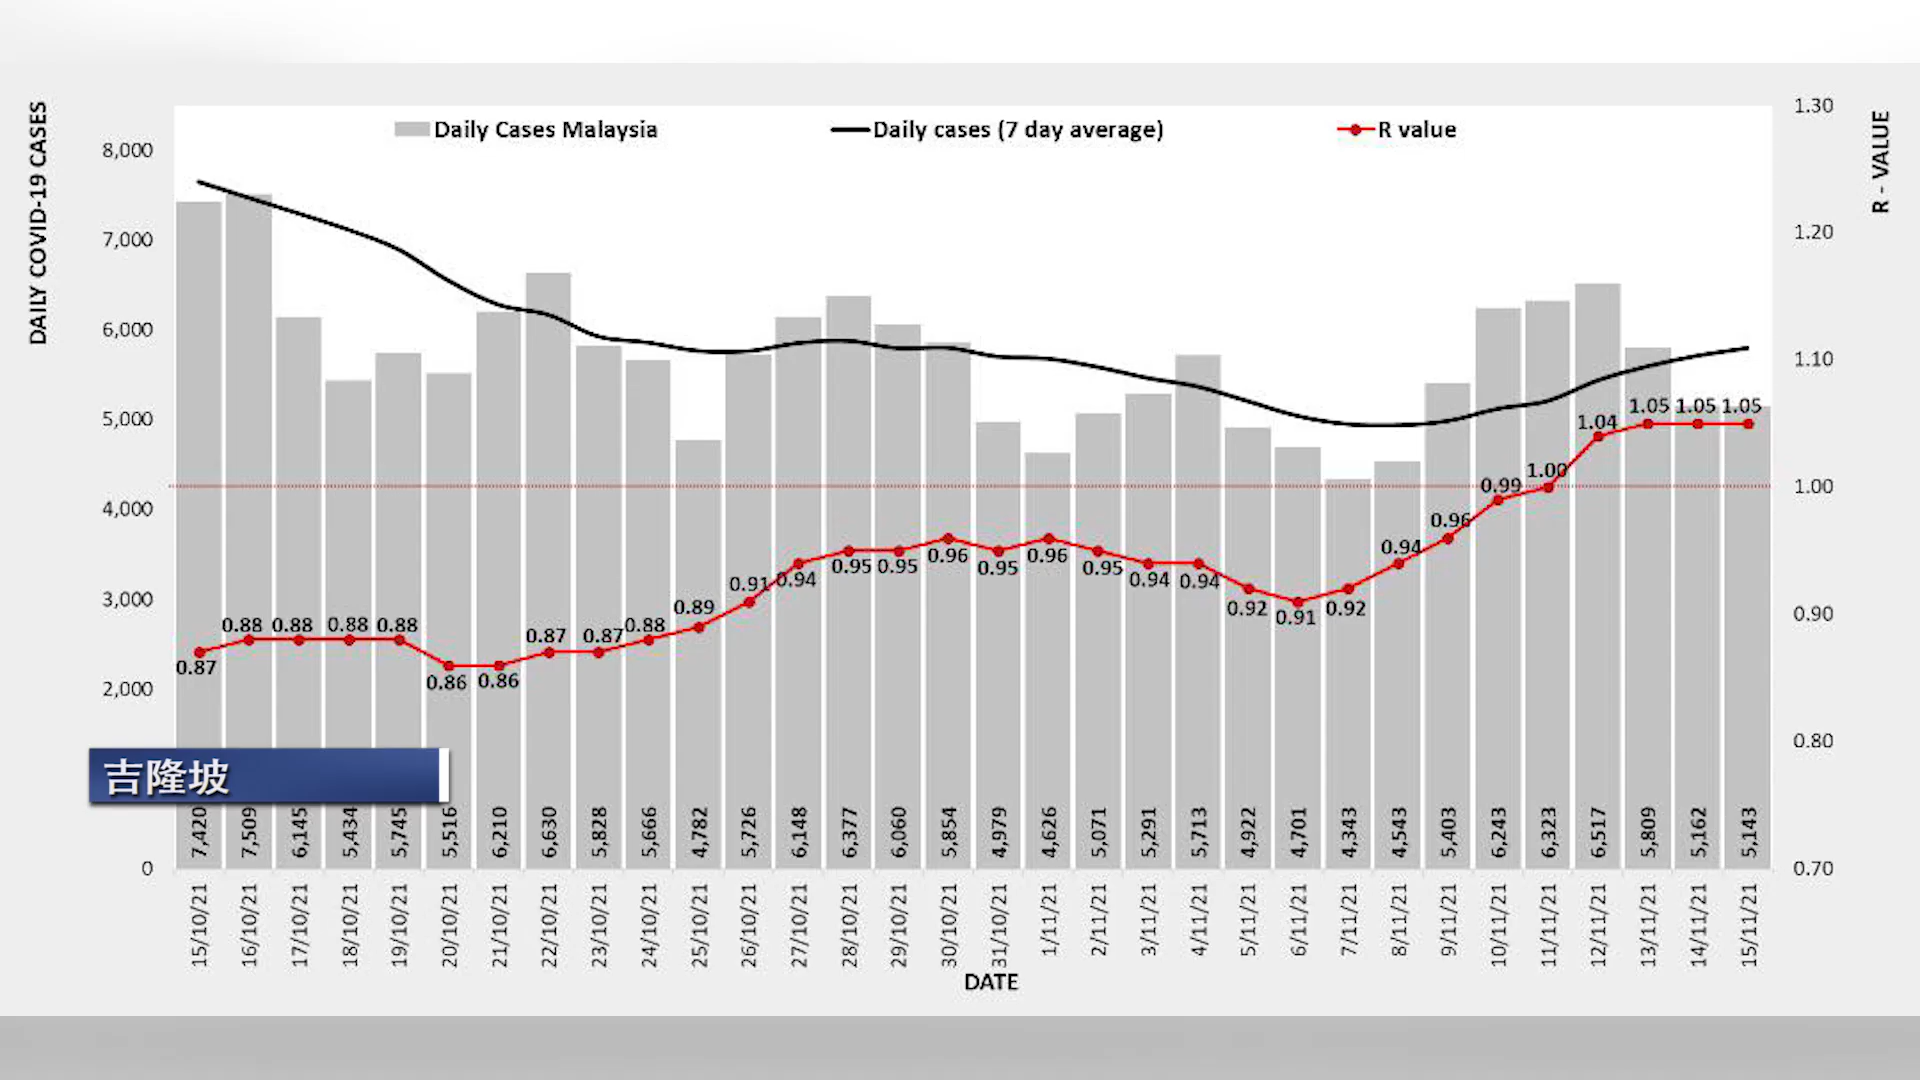 Daily Cases Malaysia Daily cases (7 day average) R value
DAILY COVID-19 CASES
R - VALUE
8,000
7,000
6,000
5,000
4,000
3,000
2,000
0
1.30
1.20
1.10
1.00
0.90
0.80
0.70
0.87 0.88 0.88 0.88 0.88 0.86 0.86 0.87 0.87 0.88 0.89 0.91 0.94 0.95 0.95 0.96 0.95 0.96 0.95 0.94 0.94 0.92 0.91 0.92 0.94 0.96 0.99 1.00 1.04 1.05 1.05 1.05
吉隆坡
7,420 7,509 6,145 5,434 5,745 5,516 6,210 6,630 5,828 5,666 4,782 5,726 6,148 6,377 6,060 5,854 4,979 4,626 5,071 5,291 5,713 4,922 4,701 4,343 4,543 5,403 6,243 6,323 6,517 5,809 5,162 5,143
15/10/21 16/10/21 17/10/21 18/10/21 19/10/21 20/10/21 21/10/21 22/10/21 23/10/21 24/10/21 25/10/21 26/10/21 27/10/21 28/10/21 29/10/21 30/10/21 31/10/21 1/11/21 2/11/21 3/11/21 4/11/21 5/11/21 6/11/21 7/11/21 8/11/21 9/11/21 10/11/21 11/11/21 12/11/21 13/11/21 14/11/21 15/11/21
DATE